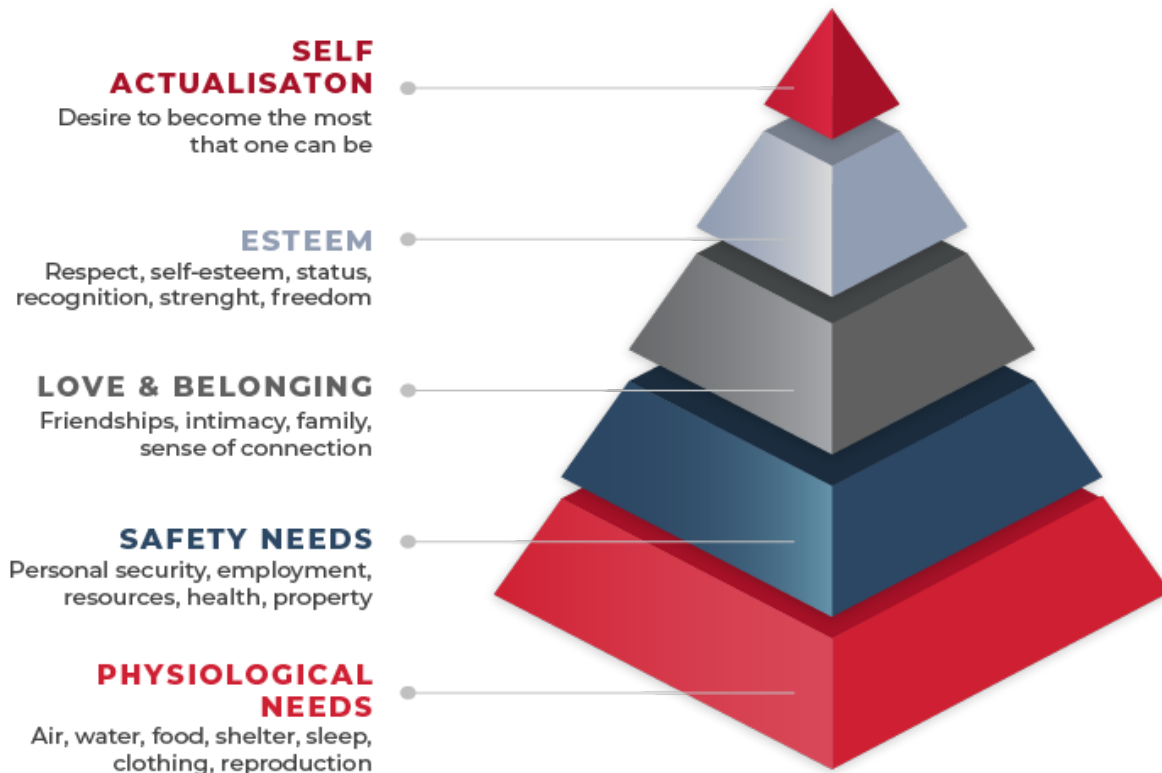 SELF
ACTUALISATON
Desire to become the most
that one can be
ESTEEM
Respect, self-esteem, status,
recognition, strenght, freedom
LOVE & BELONGING
Friendships, intimacy, family,
sense of connection
SAFETY NEEDS
Personal security, employment,
resources, health, property
PHYSIOLOGICAL
NEEDS
Air, water, food, shelter, sleep,
clothing, reproduction